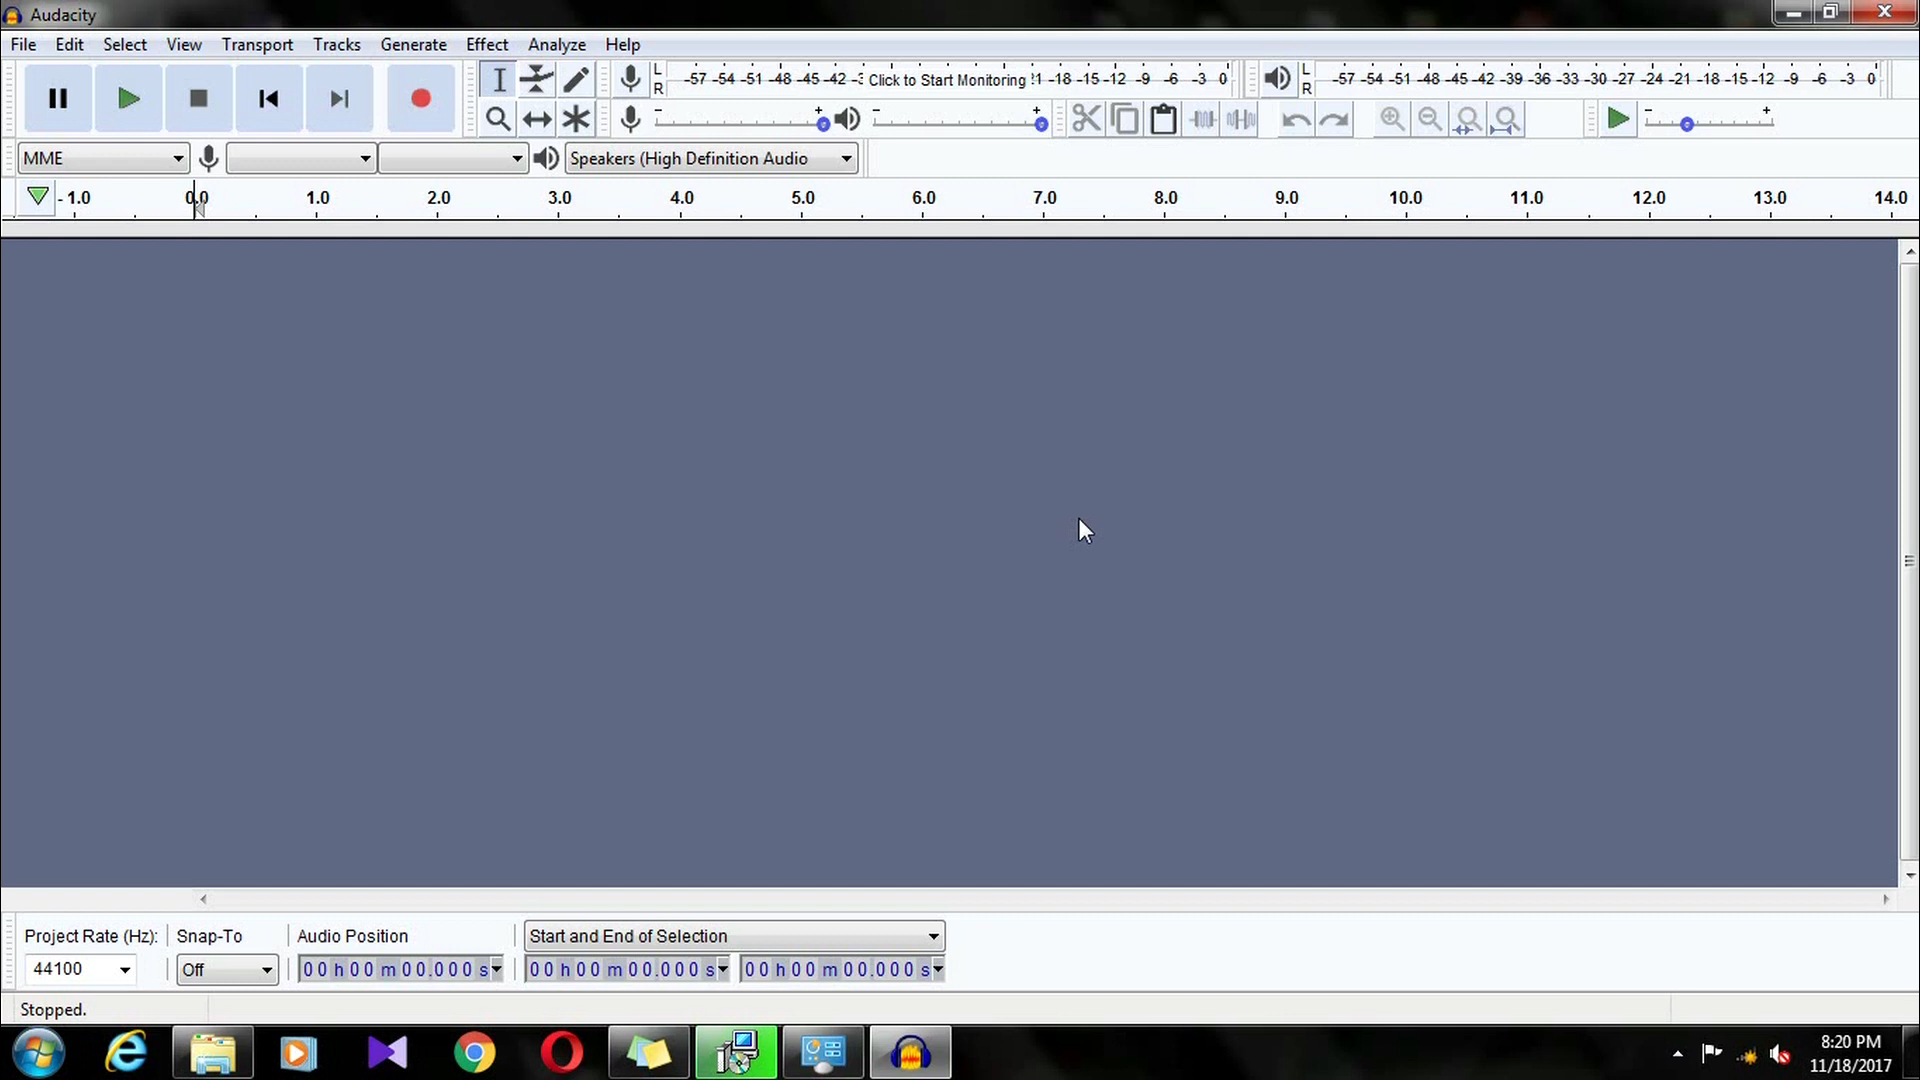 Audacity
File Edit Select View Transport Tracks Generate Effect Analyze Help
L R -57 -54 -51 -48 -45 -42 Click to Start Monitoring -18 -15 -12 -9 -6 -3 0
L R -57 -54 -51 -48 -45 -42 -39 -36 -33 -30 -27 -24 -21 -18 -15 -12 -9 -6 -3 0
- + - + - +
MME Speakers (High Definition Audio
- 1.0 0.0 1.0 2.0 3.0 4.0 5.0 6.0 7.0 8.0 9.0 10.0 11.0 12.0 13.0 14.0
Project Rate (Hz): Snap-To Audio Position Start and End of Selection
44100 Off 00 h 00 m 00.000 s 00 h 00 m 00.000 s 00 h 00 m 00.000 s
Stopped.
8:20 PM
11/18/2017